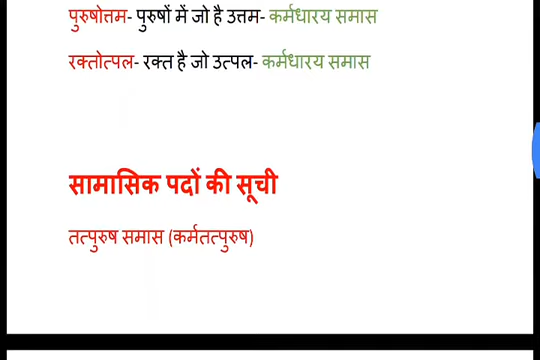 पुरुषोत्तम- पुरुषों में जो है उत्तम- कर्मधारय समास
रक्तोत्पल- रक्त है जो उत्पल- कर्मधारय समास
सामासिक पदों की सूची
तत्पुरुष समास (कर्मतत्पुरुष)